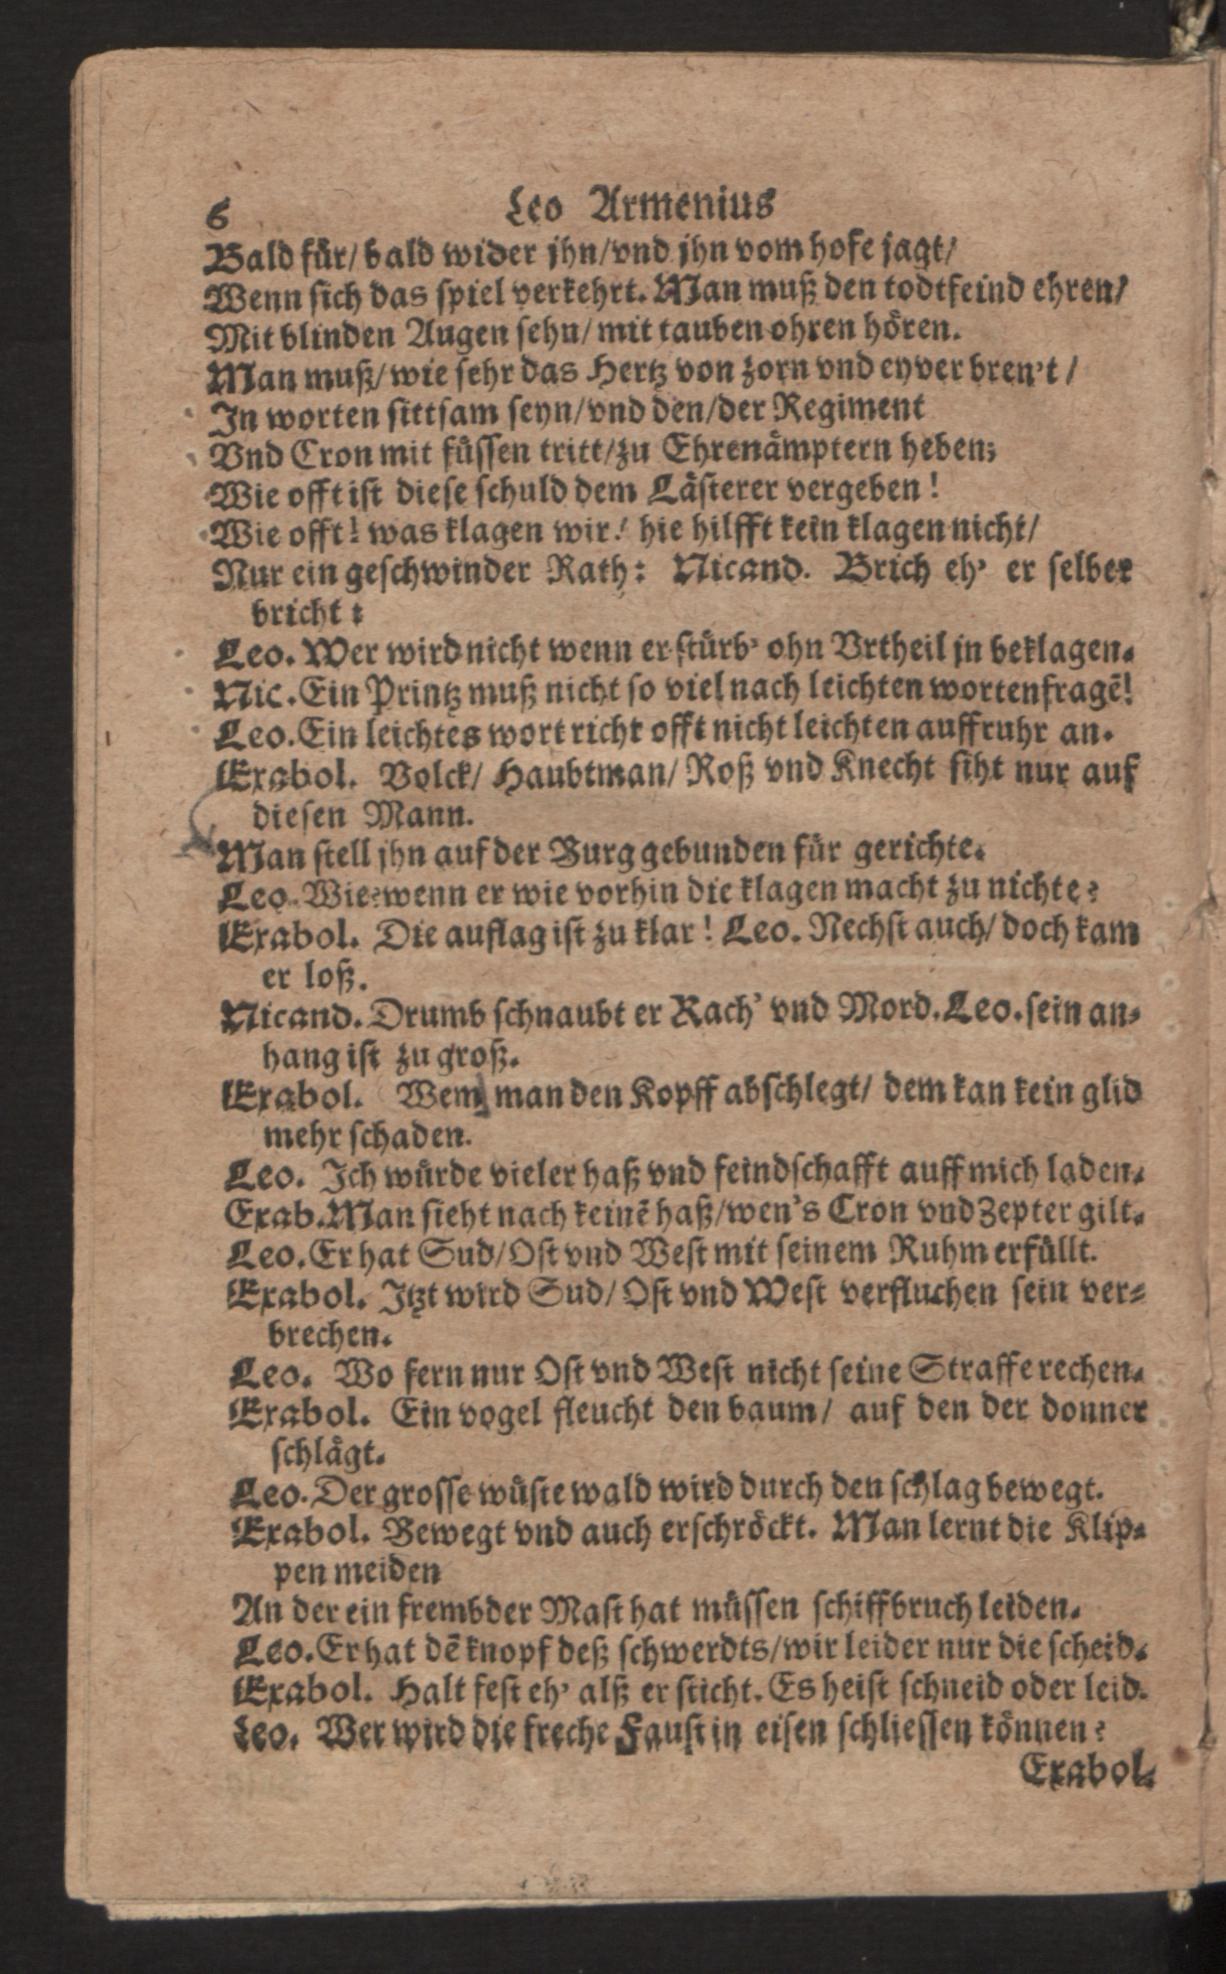 6 Leo Armenius
Bald für/ bald wider jhn/ vnd jhn vom hofe jagt/
Wenn sich das spiel verkehrt. Man muß den todtfeind ehren/
Mit blinden Augen sehn/ mit tauben ohren hören.
Man muß/ wie sehr das Hertz von zorn vnd eyver bren't /
In worten sittsam seyn/ vnd den/ der Regiment
Vnd Cron mit füssen tritt/ zu Ehrenämptern heben;
Wie offt ist diese schuld dem Lästerer vergeben!
Wie offt! was klagen wir! hie hilfft kein klagen nicht/
Nur ein geschwinder Rath: Nicand. Brich eh' er selber
bricht:
Leo. Wer wird nicht wenn er stürb' ohn Vrtheil jn beklagen.
Nic. Ein Printz muß nicht so viel nach leichten worten fragẽ!
Leo. Ein leichtes wort richt offt nicht leichten auffruhr an.
Exabol. Volck/ Haubtman/ Roß vnd Knecht siht nur auf
diesen Mann.
Man stell jhn auf der Burg gebunden für gerichte.
Leo. Wie? wenn er wie vorhin die klagen macht zu nichte?
Exabol. Die auflag ist zu klar! Leo. Nechst auch/ doch kam
er loß.
Nicand. Drumb schnaubt er Rach' vnd Mord. Leo. sein an-
hang ist zu groß.
Exabol. Wem man den Kopff abschlegt/ dem kan kein glid
mehr schaden.
Leo. Ich würde vieler haß vnd feindschafft auff mich laden.
Exab. Man sieht nach keinẽ haß/ wen's Cron vnd Zepter gilt.
Leo. Er hat Sud/ Ost vnd West mit seinem Ruhm erfüllt.
Exabol. Itzt wird Sud/ Ost vnd West verfluchen sein ver-
brechen.
Leo. Wo fern nur Ost vnd West nicht seine Straffe rechen.
Exabol. Ein vogel fleucht den baum/ auf den der donner
schlägt.
Leo. Der grosse wüste wald wird durch den schlag bewegt.
Exabol. Bewegt vnd auch erschröckt. Man lernt die Klip-
pen meiden
An der ein frembder Mast hat müssen schiffbruch leiden.
Leo. Er hat dẽ knopf deß schwerdts/ wir leider nur die scheid.
Exabol. Halt fest eh' alß er sticht. Es heist schneid oder leid.
Leo. Wer wird die freche Faust in eisen schliessen können?
Exabol.